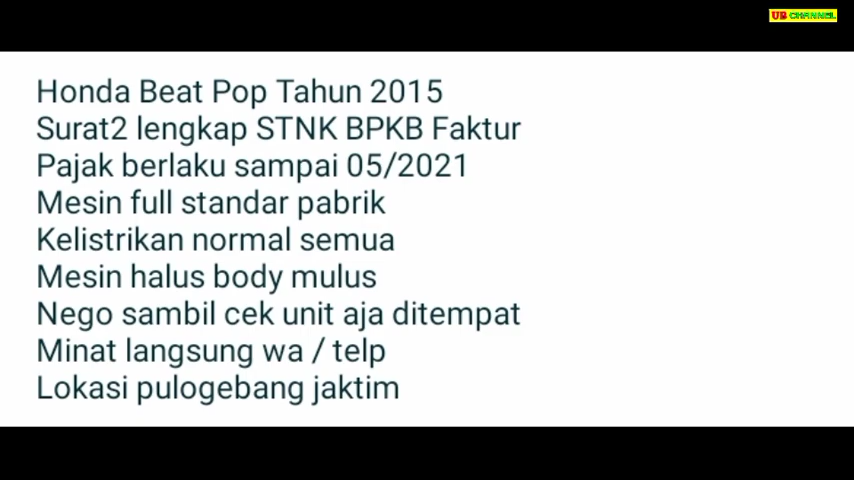 UB CHANNEL
Honda Beat Pop Tahun 2015
Surat2 lengkap STNK BPKB Faktur
Pajak berlaku sampai 05/2021
Mesin full standar pabrik
Kelistrikan normal semua
Mesin halus body mulus
Nego sambil cek unit aja ditempat
Minat langsung wa / telp
Lokasi pulogebang jaktim